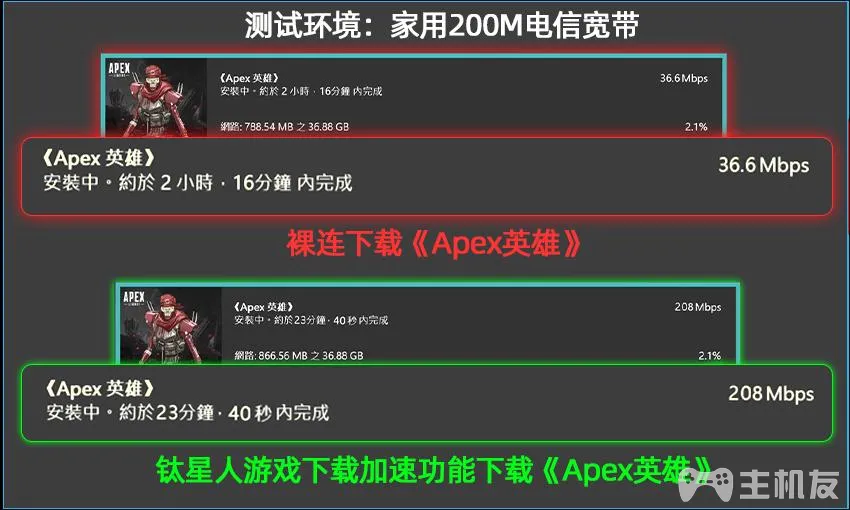 测试环境：家用200M电信宽带
APEX
《Apex 英雄》
36.6 Mbps
安裝中。約於 2 小時，16分鐘 內完成
網路: 788.54 MB 之 36.88 GB
2.1%
《Apex 英雄》
36.6 Mbps
安裝中。約於 2 小時，16分鐘 內完成
裸连下载《Apex英雄》
APEX
《Apex 英雄》
208 Mbps
安裝中。約於23分鐘，40 秒 內完成
網路: 866.56 MB 之 36.88 GB
2.1%
《Apex 英雄》
208 Mbps
安裝中。約於23分鐘，40 秒 內完成
钛星人游戏下载加速功能下载《Apex英雄》
主机友